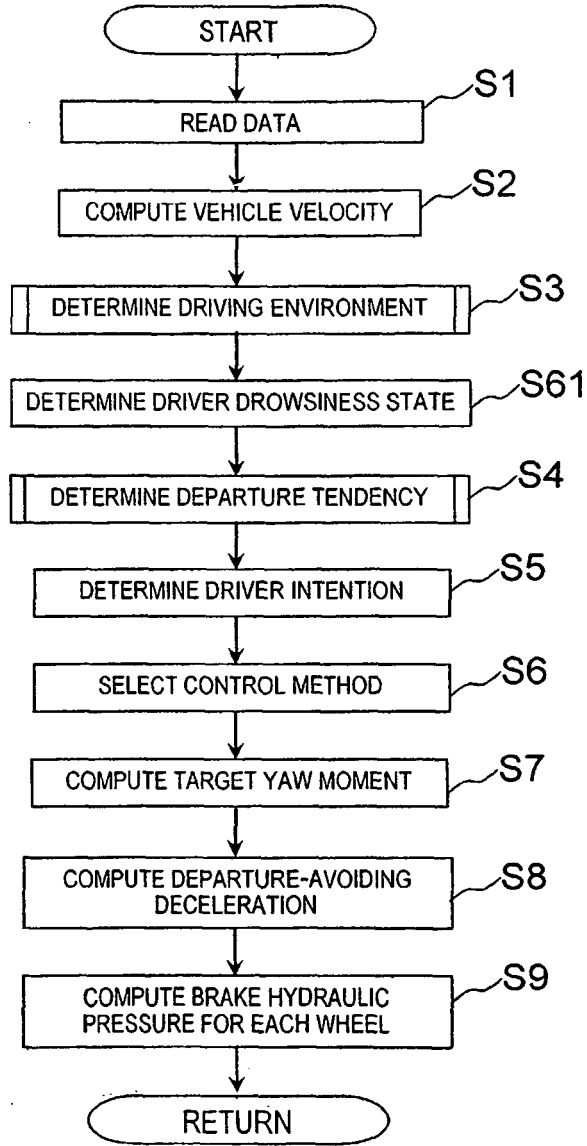 START
S1
READ DATA
S2
COMPUTE VEHICLE VELOCITY
S3
DETERMINE DRIVING ENVIRONMENT
S61
DETERMINE DRIVER DROWSINESS STATE
S4
DETERMINE DEPARTURE TENDENCY
S5
DETERMINE DRIVER INTENTION
S6
SELECT CONTROL METHOD
S7
COMPUTE TARGET YAW MOMENT
S8
COMPUTE DEPARTURE-AVOIDING
DECELERATION
S9
COMPUTE BRAKE HYDRAULIC
PRESSURE FOR EACH WHEEL
RETURN